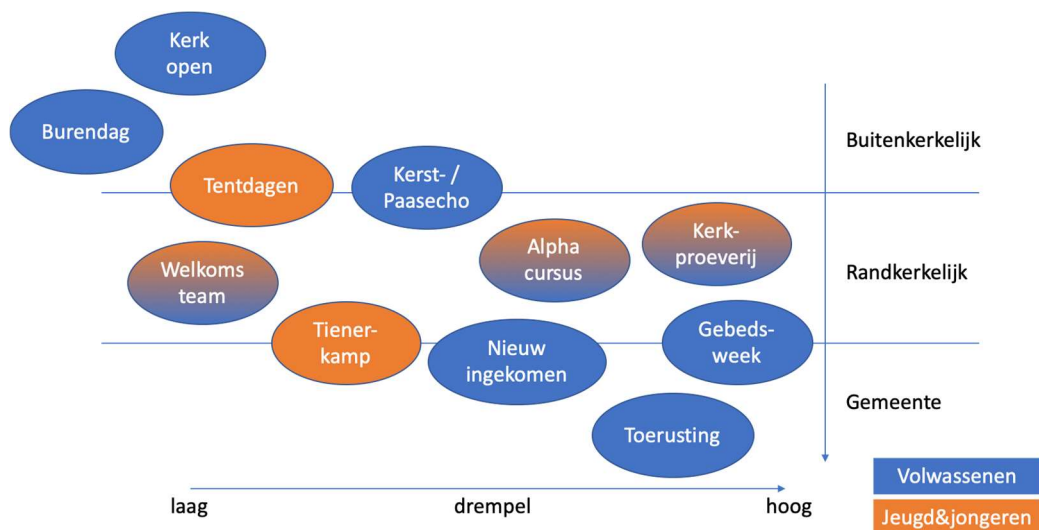 Kerk
open
Burendag
Buitenkerkelijk
Tentdagen
Kerst- /
Paasecho
Kerk-
proeverij
Alpha
cursus
Welkoms
team
Randkerkelijk
Tiener-
kamp
Nieuw
ingekomen
Gebeds-
week
Gemeente
Toerusting
Volwassenen
laag
drempel
hoog
Jeugd&jongeren